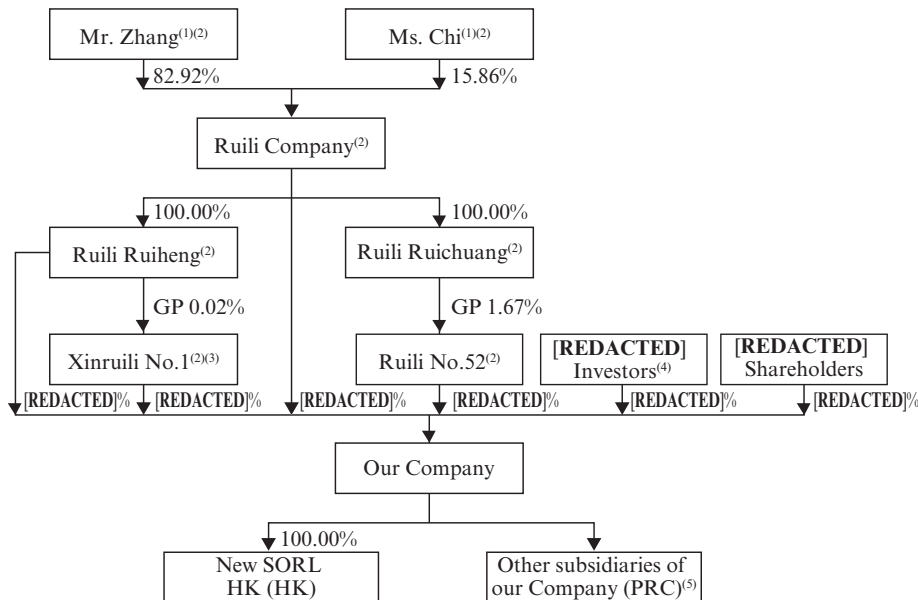 Mr. Zhang(1)(2)
Ms. Chi(1)(2)
82.92%
15.86%
Ruili Company(2)
100.00%
100.00%
Ruili Ruiheng(2)
Ruili Ruichuang(2)
GP 0.02%
GP 1.67%
Xinruili No.1(2)(3)
Ruili No.52(2)
[REDACTED]
Investors(4)
[REDACTED]
Shareholders
[REDACTED]%
[REDACTED]%
[REDACTED]%
[REDACTED]%
[REDACTED]%
[REDACTED]%
Our Company
100.00%
New SORL
HK (HK)
Other subsidiaries of
our Company (PRC)(5)